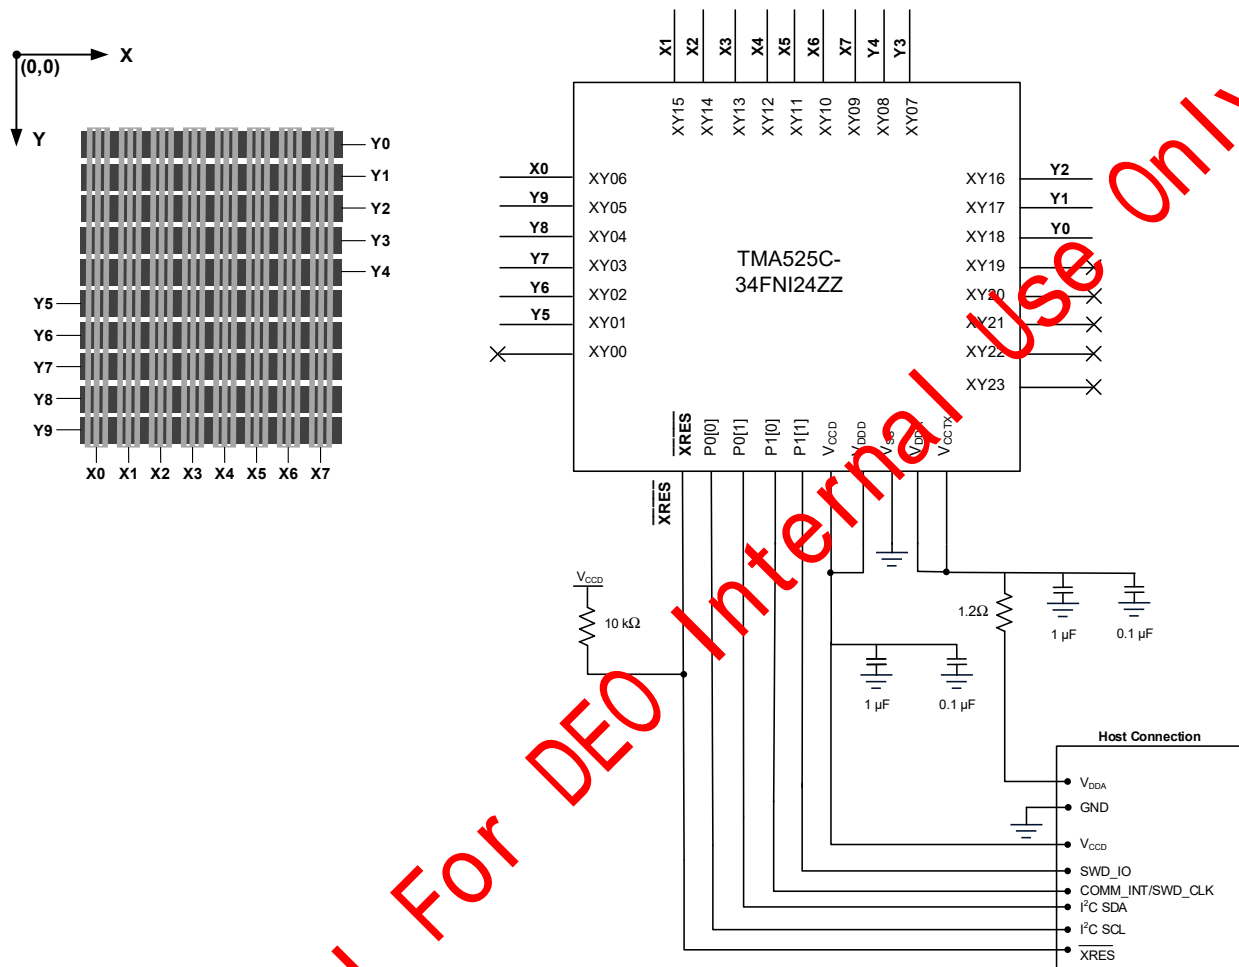 X
(0,0)
Y
Y0
Y1
Y2
Y3
Y4
Y5
Y6
Y7
Y8
Y9
X0 X1 X2 X3 X4 X5 X6 X7
X1 X2 X3 X4 X5 X6 X7 Y4 Y3
XY15 XY14 XY13 XY12 XY11 XY10 XY09 XY08 XY07
X0 XY06
Y9 XY05
Y8 XY04
Y7 XY03
Y6 XY02
Y5 XY01
XY00
TMA525C-
34FNI24ZZ
XY16 Y2
XY17 Y1
XY18 Y0
XY19
XY20
XY21
XY22
XY23
XRES P0[0] P0[1] P1[0] P1[1] VCCD VDDD VSS VDDA VCCTX
XRES
VCCD
10 kΩ
1.2Ω
1 µF
0.1 µF
1 µF
0.1 µF
Host Connection
VDDA
GND
VCCD
SWD_IO
COMM_INT/SWD_CLK
I²C SDA
I²C SCL
XRES
For DEO Internal Use Only